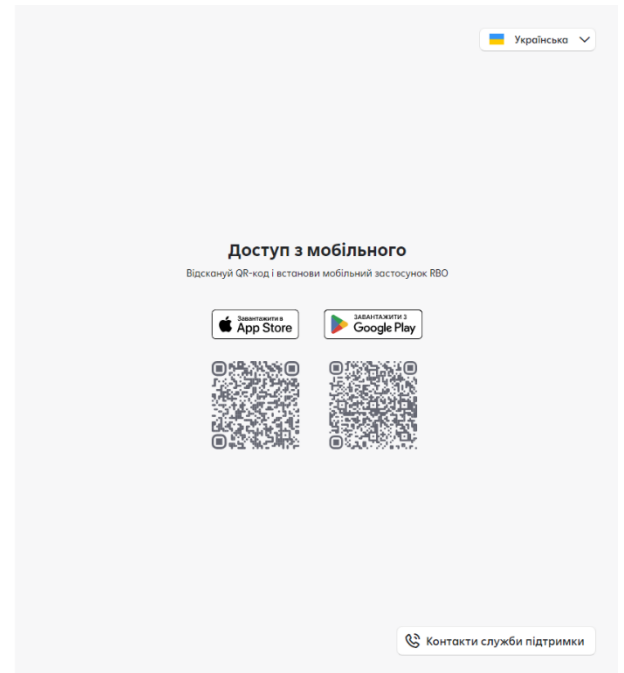 Українська
Доступ з мобільного
Відскануй QR-код і встанови мобільний застосунок RBO
Завантажити в
App Store
ЗАВАНТАЖИТИ З
Google Play
Контакти служби підтримки